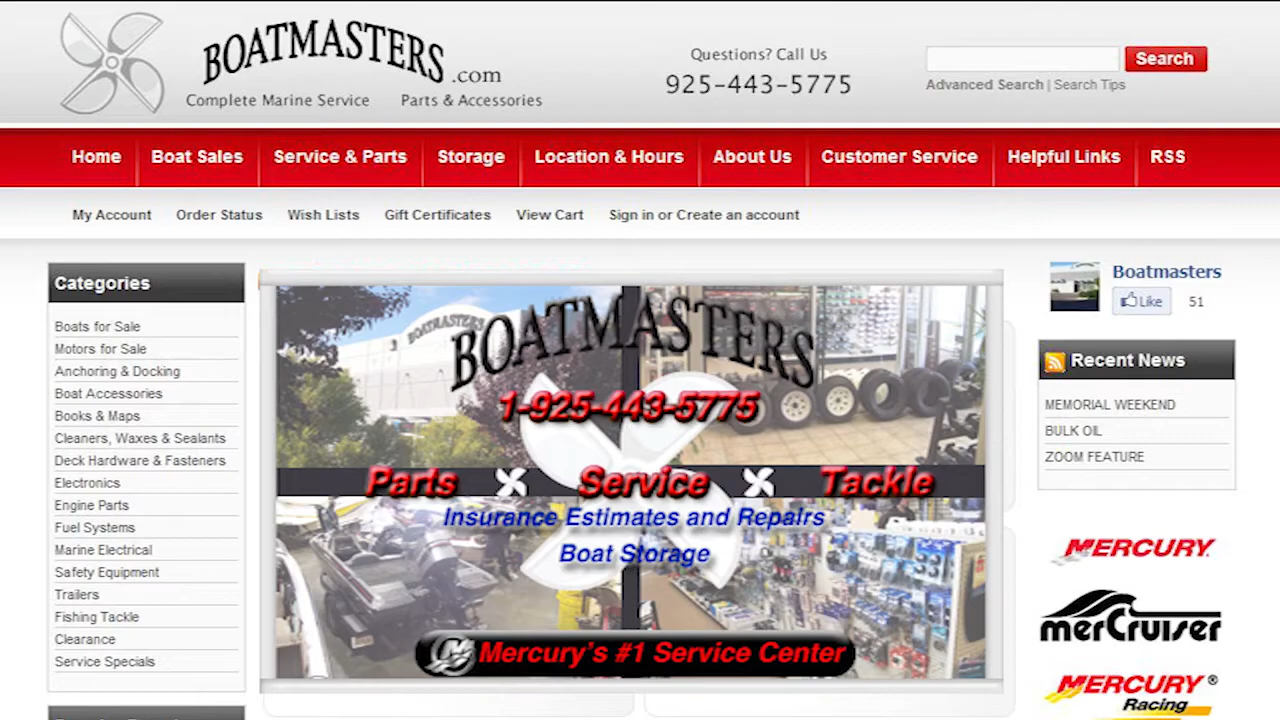 BOATMASTERS.com
Complete Marine Service Parts & Accessories
Questions? Call Us
925-443-5775
Search
Advanced Search | Search Tips
Home Boat Sales Service & Parts Storage Location & Hours About Us Customer Service Helpful Links RSS
My Account Order Status Wish Lists Gift Certificates View Cart Sign in or Create an account
Categories
Boats for Sale
Motors for Sale
Anchoring & Docking
Boat Accessories
Books & Maps
Cleaners, Waxes & Sealants
Deck Hardware & Fasteners
Electronics
Engine Parts
Fuel Systems
Marine Electrical
Safety Equipment
Trailers
Fishing Tackle
Clearance
Service Specials
BOATMASTERS
BOATMASTERS
1-925-443-5775
Parts Service Tackle
Insurance Estimates and Repairs
Boat Storage
Mercury's #1 Service Center
Boatmasters
Like 51
Recent News
MEMORIAL WEEKEND
BULK OIL
ZOOM FEATURE
MERCURY
merCruiser
MERCURY®
Racing